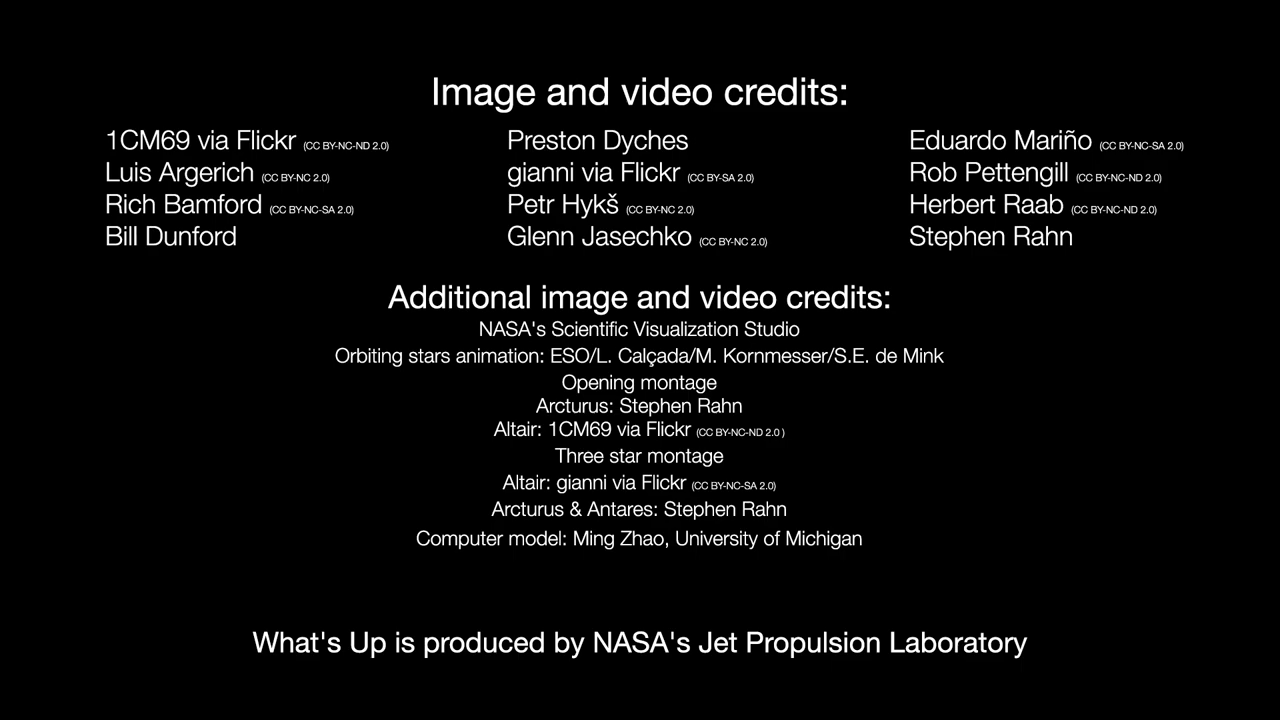 Image and video credits:
1CM69 via Flickr (CC BY-NC-ND 2.0)
Luis Argerich (CC BY-NC 2.0)
Rich Bamford (CC BY-NC-SA 2.0)
Bill Dunford
Preston Dyches
gianni via Flickr (CC BY-SA 2.0)
Petr Hykš (CC BY-NC 2.0)
Glenn Jasechko (CC BY-NC 2.0)
Eduardo Mariño (CC BY-NC-SA 2.0)
Rob Pettengill (CC BY-NC-ND 2.0)
Herbert Raab (CC BY-NC-ND 2.0)
Stephen Rahn
Additional image and video credits:
NASA's Scientific Visualization Studio
Orbiting stars animation: ESO/L. Calçada/M. Kornmesser/S.E. de Mink
Opening montage
Arcturus: Stephen Rahn
Altair: 1CM69 via Flickr (CC BY-NC-ND 2.0 )
Three star montage
Altair: gianni via Flickr (CC BY-NC-SA 2.0)
Arcturus & Antares: Stephen Rahn
Computer model: Ming Zhao, University of Michigan
What's Up is produced by NASA's Jet Propulsion Laboratory